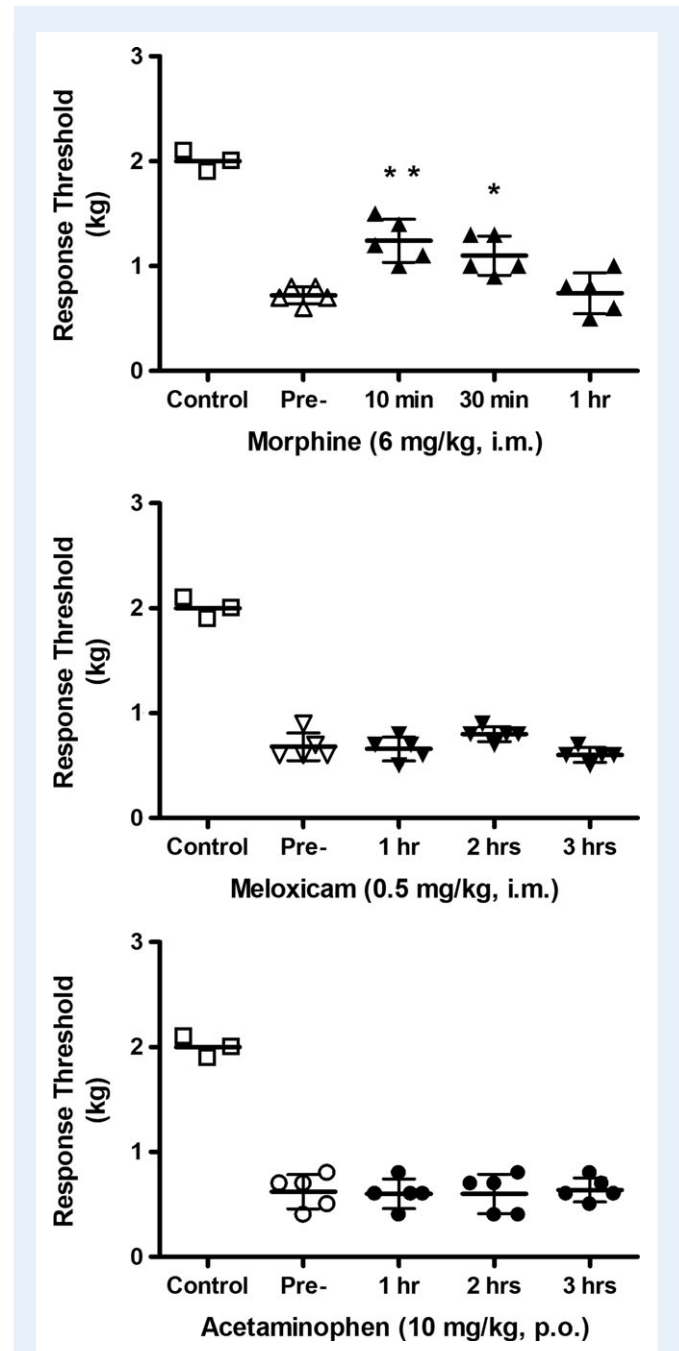 Response Threshold
(kg)
3
2
1
0
* *
*
Control Pre- 10 min 30 min 1 hr
Morphine (6 mg/kg, i.m.)
Response Threshold
(kg)
3
2
1
0
Control Pre- 1 hr 2 hrs 3 hrs
Meloxicam (0.5 mg/kg, i.m.)
Response Threshold
(kg)
3
2
1
0
Control Pre- 1 hr 2 hrs 3 hrs
Acetaminophen (10 mg/kg, p.o.)